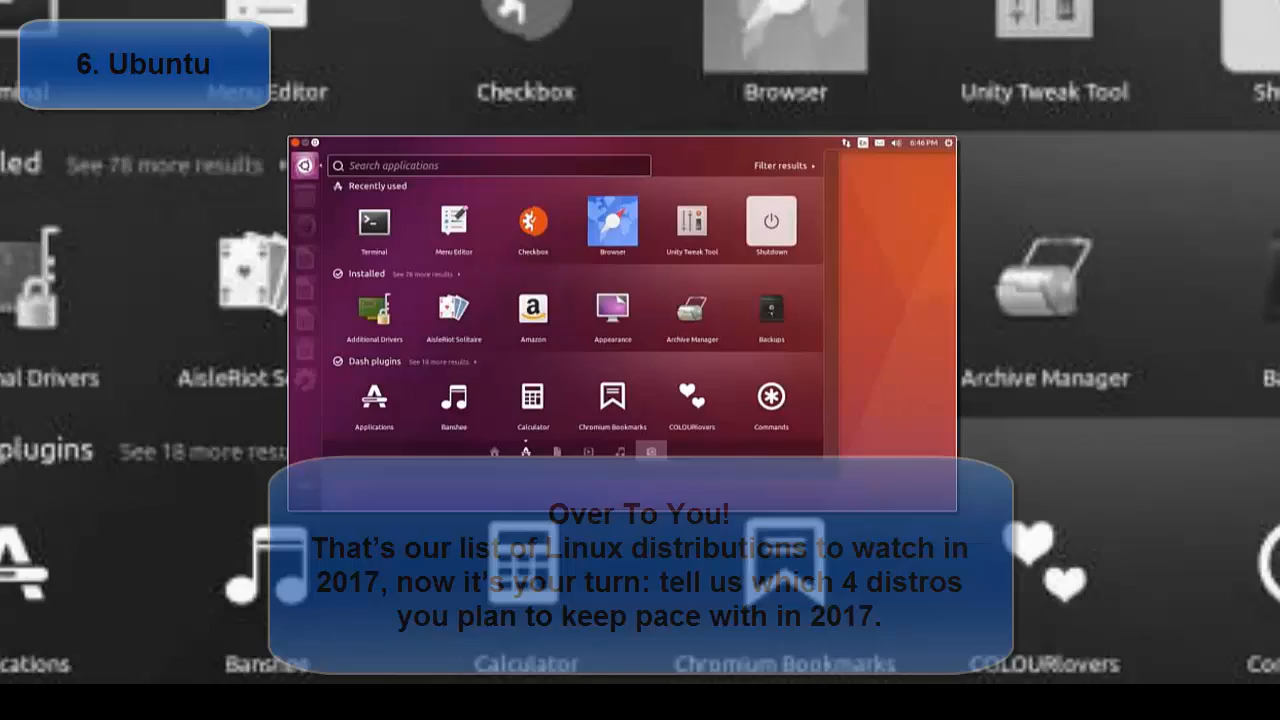 6. Ubuntu
Menu Editor
Checkbox
Browser
Unity Tweak Tool
See 78 more results
Search applications
Filter results
6:46 PM
Recently used
Terminal
Menu Editor
Checkbox
Browser
Unity Tweak Tool
Shutdown
Installed
See 78 more results
Additional Drivers
AisleRiot Solitaire
Amazon
Appearance
Archive Manager
Backups
Dash plugins
See 18 more results
Applications
Banshee
Calculator
Chromium Bookmarks
COLOURlovers
Commands
al Drivers
AisleRiot S
Archive Manager
plugins
See 18 more resu
Over To You!
That’s our list of Linux distributions to watch in
2017, now it’s your turn: tell us which 4 distros
you plan to keep pace with in 2017.
cations
Banshee
Calculator
Chromium Bookmarks
COLOURlovers